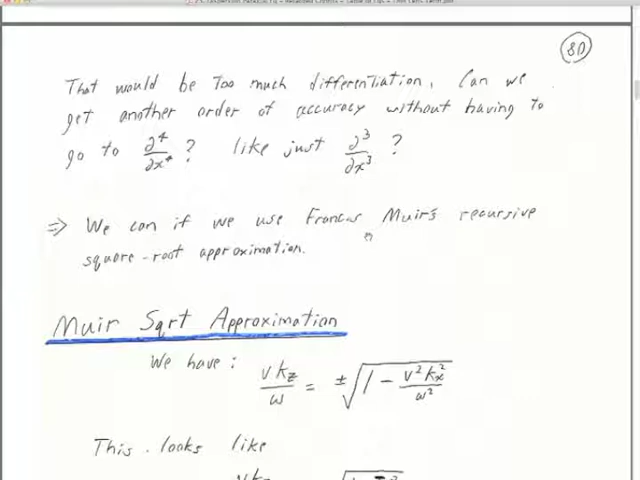 80
That would be too much differentiation. Can we
get another order of accuracy without having to
go to ∂⁴/∂x⁴ ? like just ∂³/∂x³ ?
⇒ We can if we use Francis Muir's recursive
square-root approximation.
Muir Sqrt Approximation
We have: vk_z/ω = ±√(1 − v²k_x²/ω²)
This looks like